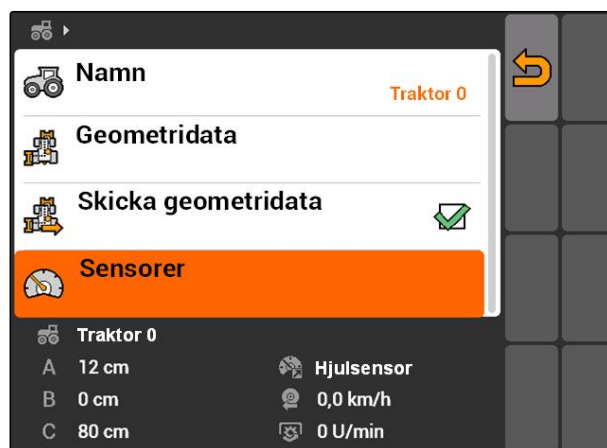 Namn
Traktor 0
Geometridata
Skicka geometridata
Sensorer
Traktor 0
A 12 cm Hjulsensor
B 0 cm 0,0 km/h
C 80 cm 0 U/min